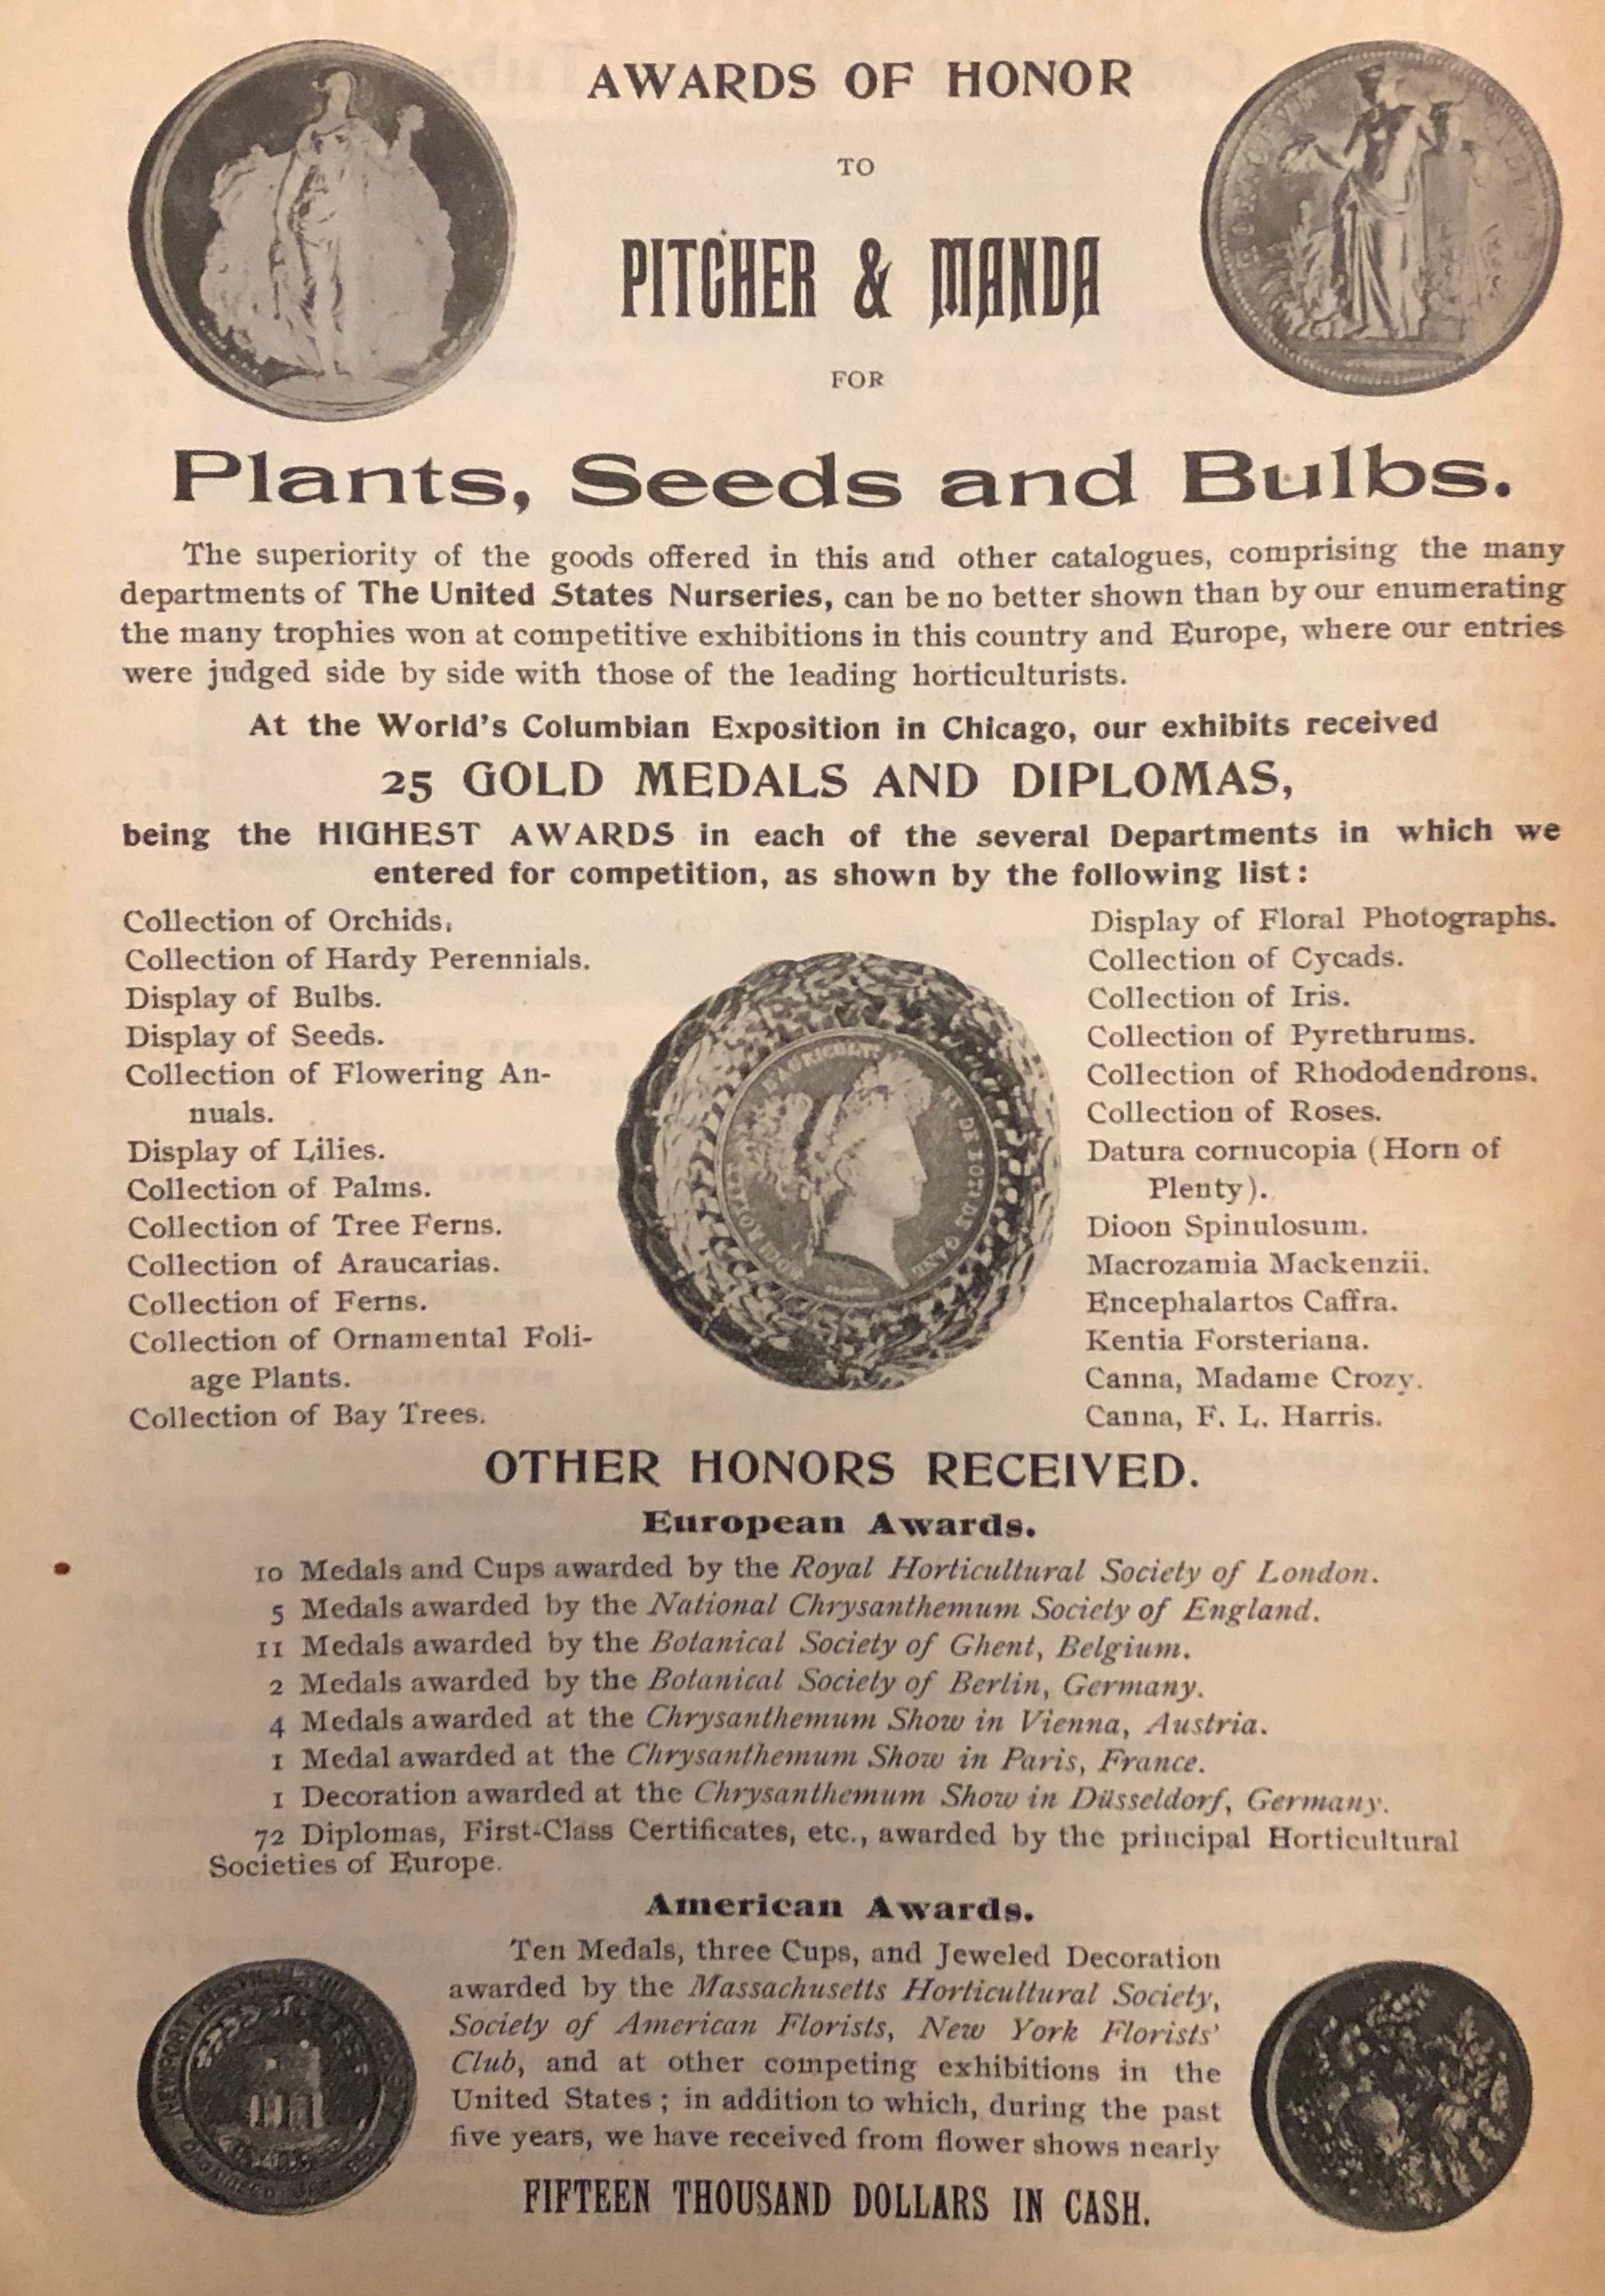 AWARDS OF HONOR
TO
PITCHER & MANDA
FOR
Plants, Seeds and Bulbs.
The superiority of the goods offered in this and other catalogues, comprising the many
departments of The United States Nurseries, can be no better shown than by our enumerating
the many trophies won at competitive exhibitions in this country and Europe, where our entries
were judged side by side with those of the leading horticulturists.
At the World's Columbian Exposition in Chicago, our exhibits received
25 GOLD MEDALS AND DIPLOMAS,
being the HIGHEST AWARDS in each of the several Departments in which we
entered for competition, as shown by the following list:
Collection of Orchids.
Collection of Hardy Perennials.
Display of Bulbs.
Display of Seeds.
Collection of Flowering An-
nuals.
Display of Lilies.
Collection of Palms.
Collection of Tree Ferns.
Collection of Araucarias.
Collection of Ferns.
Collection of Ornamental Foli-
age Plants.
Collection of Bay Trees.
Display of Floral Photographs.
Collection of Cycads.
Collection of Iris.
Collection of Pyrethrums.
Collection of Rhododendrons.
Collection of Roses.
Datura cornucopia (Horn of
Plenty).
Dioon Spinulosum.
Macrozamia Mackenzii.
Encephalartos Caffra.
Kentia Forsteriana.
Canna, Madame Crozy.
Canna, F. L. Harris.
OTHER HONORS RECEIVED.
European Awards.
10 Medals and Cups awarded by the Royal Horticultural Society of London.
5 Medals awarded by the National Chrysanthemum Society of England.
11 Medals awarded by the Botanical Society of Ghent, Belgium.
2 Medals awarded by the Botanical Society of Berlin, Germany.
4 Medals awarded at the Chrysanthemum Show in Vienna, Austria.
1 Medal awarded at the Chrysanthemum Show in Paris, France.
1 Decoration awarded at the Chrysanthemum Show in Düsseldorf, Germany.
72 Diplomas, First-Class Certificates, etc., awarded by the principal Horticultural
Societies of Europe.
American Awards.
Ten Medals, three Cups, and Jeweled Decoration
awarded by the Massachusetts Horticultural Society,
Society of American Florists, New York Florists'
Club, and at other competing exhibitions in the
United States; in addition to which, during the past
five years, we have received from flower shows nearly
FIFTEEN THOUSAND DOLLARS IN CASH.